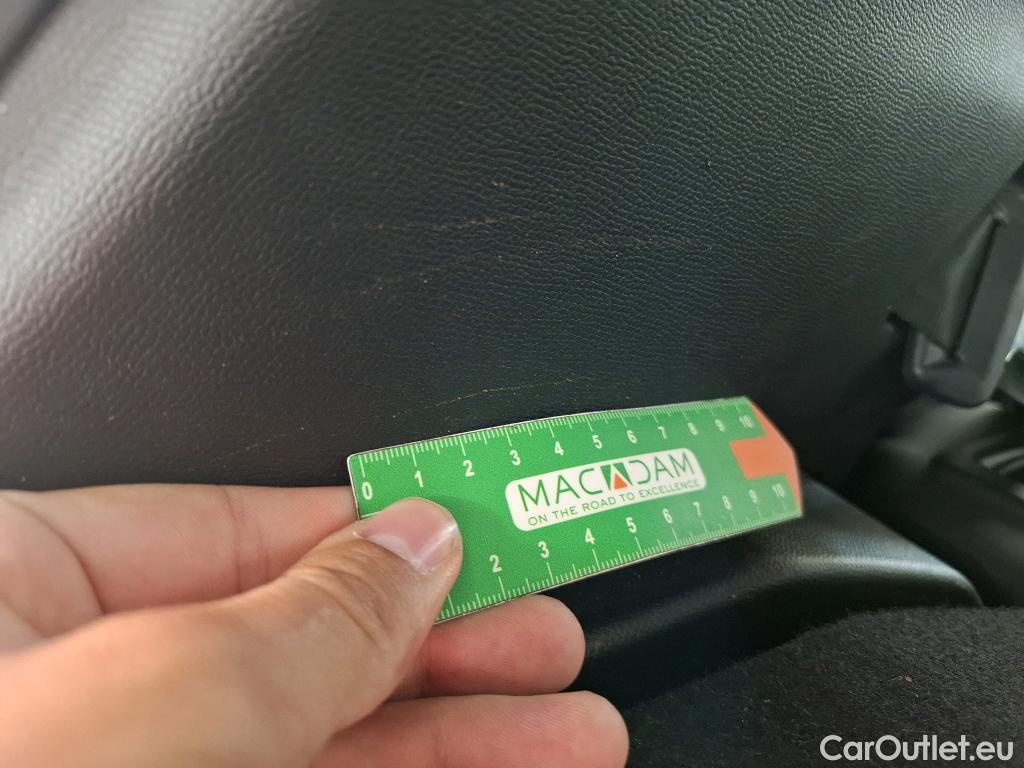 0 1 2 3 4 5 6 7 8 9 10
MACADAM
ON THE ROAD TO EXCELLENCE
2 3 4 5 6 7 8 9 10
CarOutlet.eu